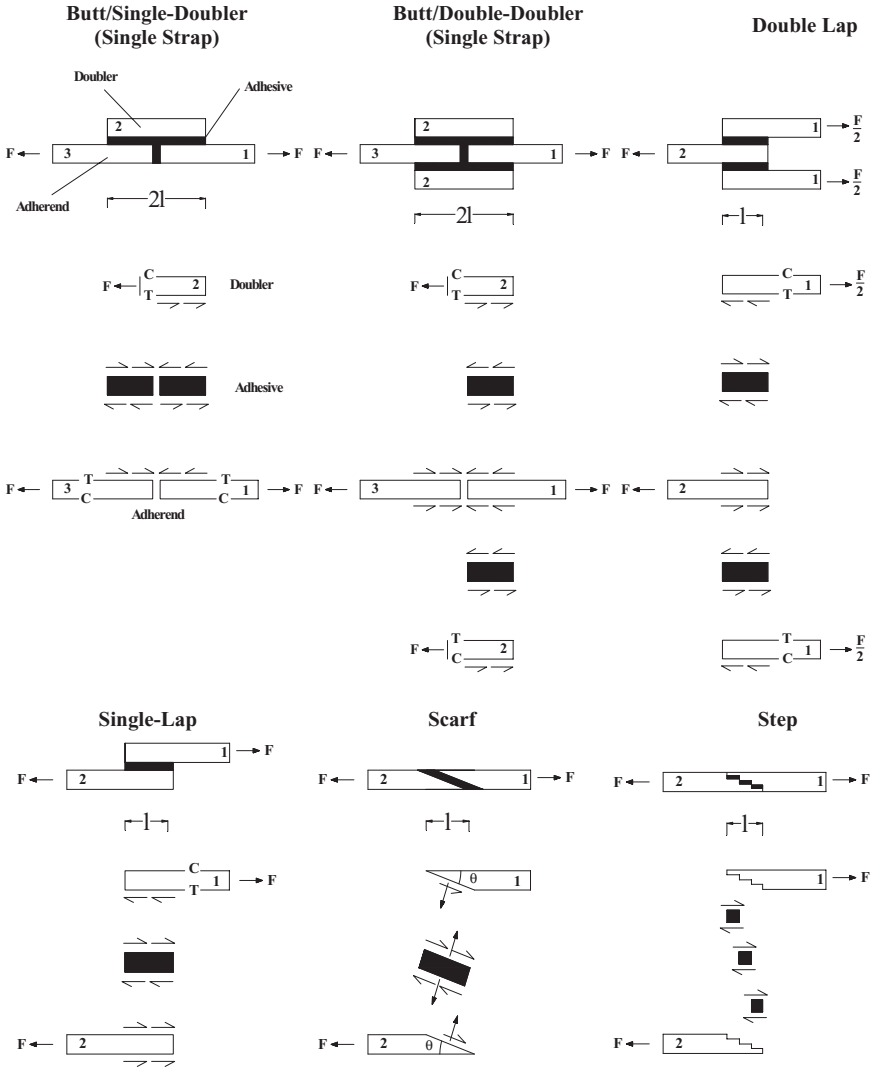 Butt/Single-Doubler
(Single Strap)
Butt/Double-Doubler
(Single Strap)
Double Lap
Doubler
Adhesive
2
F
3
1
F
Adherend
2l
2
F
3
1
F
2
2l
1
F/2
F
2
1
F/2
l
F
C
T
2
Doubler
F
C
T
2
C
T
1
F/2
Adhesive
F
3
T
C
T
C
1
F
Adherend
F
3
1
F
F
2
F
T
C
2
T
C
1
F/2
Single-Lap
Scarf
Step
1
F
F
2
l
F
2
1
F
l
F
2
1
F
l
C
T
1
F
θ
1
1
F
F
2
F
θ
F
2